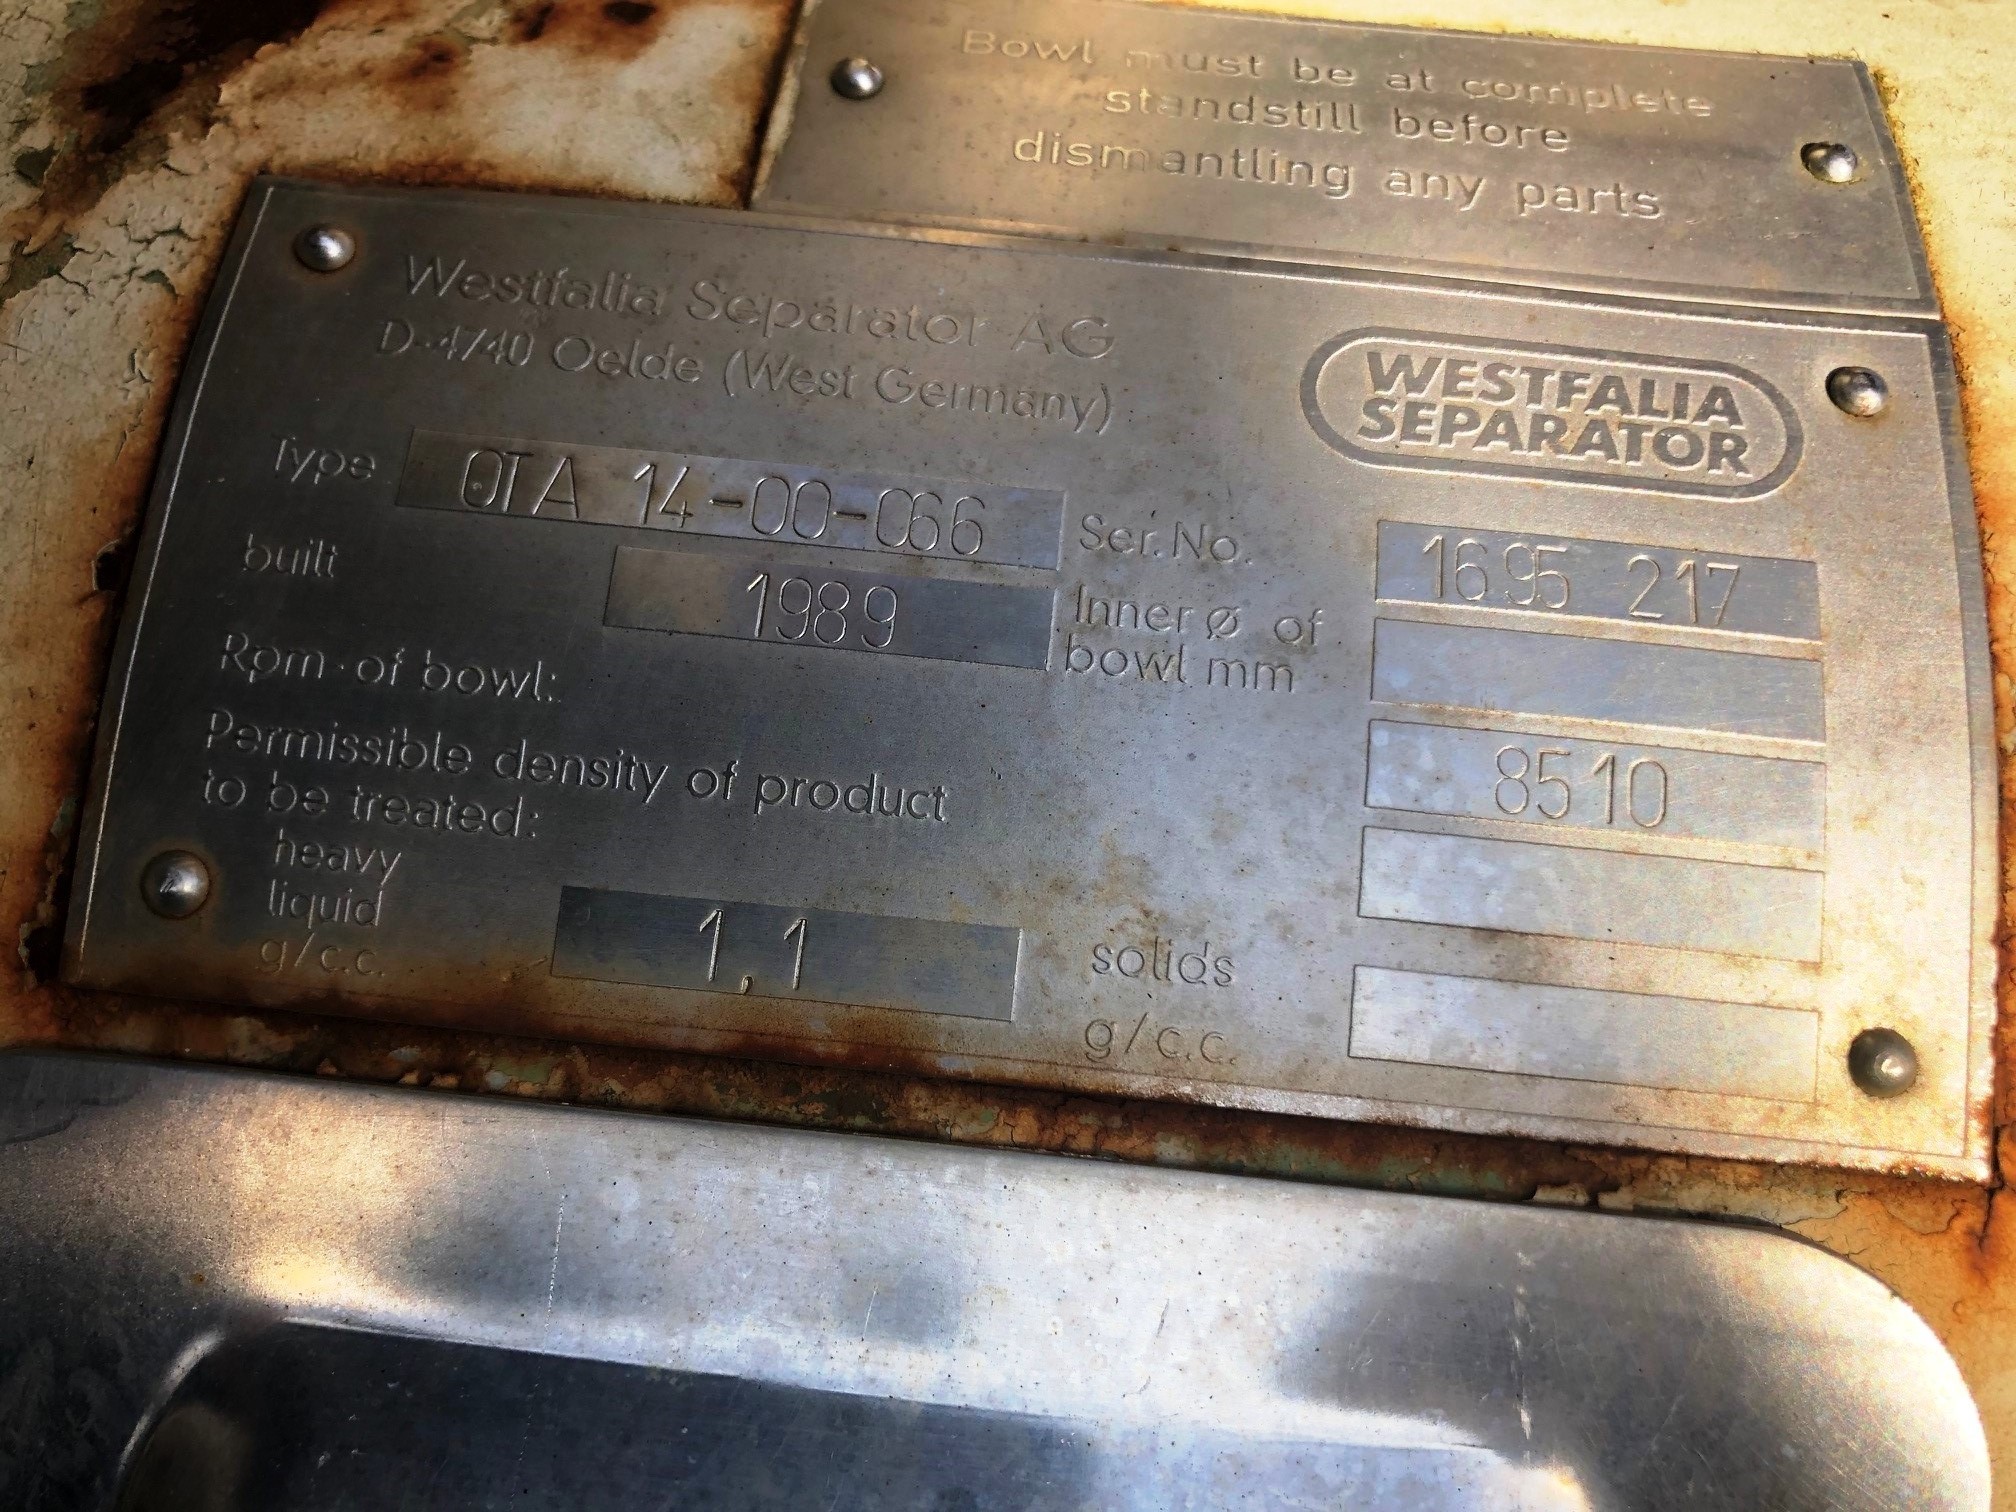 Bowl must be at complete
standstill before
dismantling any parts
Westfalia Separator AG
D-4740 Oelde (West Germany)
WESTFALIA
SEPARATOR
Type OTA 14-00-066 Ser. No. 1695 217
built 1989 Inner ø of
bowl mm
Rpm of bowl: 8510
Permissible density of product
to be treated:
heavy
liquid 1,1 solids
g/c.c. g/c.c.